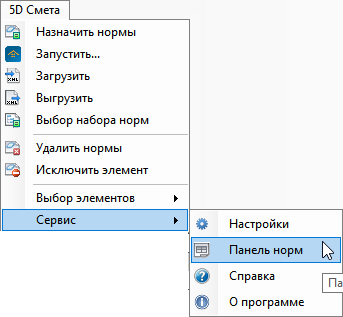 5D Смета
Назначить нормы
Запустить...
Загрузить
Выгрузить
Выбор набора норм
Удалить нормы
Исключить элемент
Выбор элементов
Сервис
Настройки
Панель норм
Справка
Па
О программе